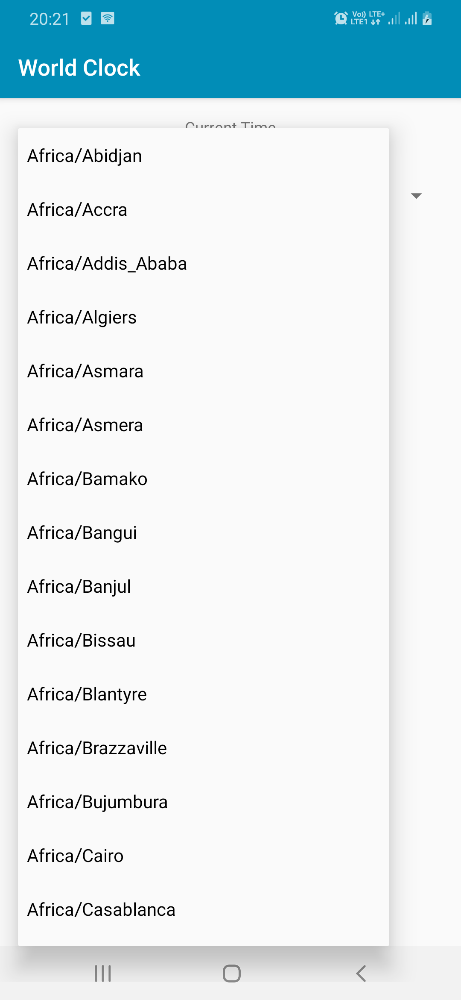 20:21 Vo)) LTE+
LTE1
World Clock
Current Time
Africa/Abidjan
Africa/Accra
Africa/Addis_Ababa
Africa/Algiers
Africa/Asmara
Africa/Asmera
Africa/Bamako
Africa/Bangui
Africa/Banjul
Africa/Bissau
Africa/Blantyre
Africa/Brazzaville
Africa/Bujumbura
Africa/Cairo
Africa/Casablanca